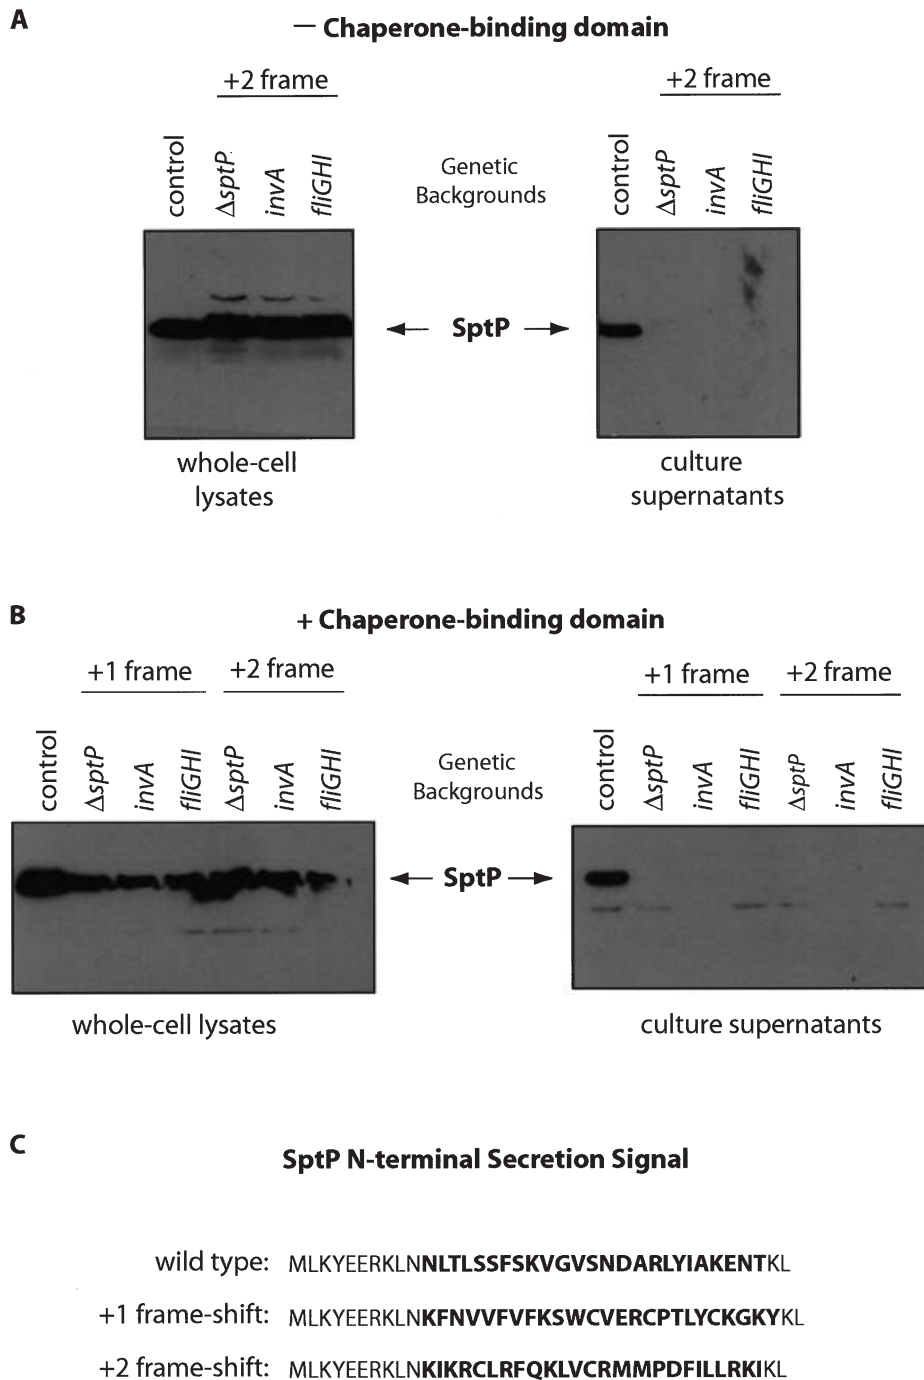 A
— Chaperone-binding domain
+2 frame
+2 frame
control
ΔsptP
invA
fliGHI
Genetic
Backgrounds
control
ΔsptP
invA
fliGHI
SptP
whole-cell
lysates
culture
supernatants
B
+ Chaperone-binding domain
+1 frame
+2 frame
+1 frame
+2 frame
control
ΔsptP
invA
fliGHI
ΔsptP
invA
fliGHI
Genetic
Backgrounds
control
ΔsptP
invA
fliGHI
ΔsptP
invA
fliGHI
SptP
whole-cell lysates
culture supernatants
C
SptP N-terminal Secretion Signal
wild type: MLKYEERKLNNLTLSSFSKVGVSNDARLYIAKENTKL
+1 frame-shift: MLKYEERKLNKFNVVFVFKSWCVERCPTLYCKGKYKL
+2 frame-shift: MLKYEERKLNKIKRCLRFQKLVCRMMPDFILLRKIKL